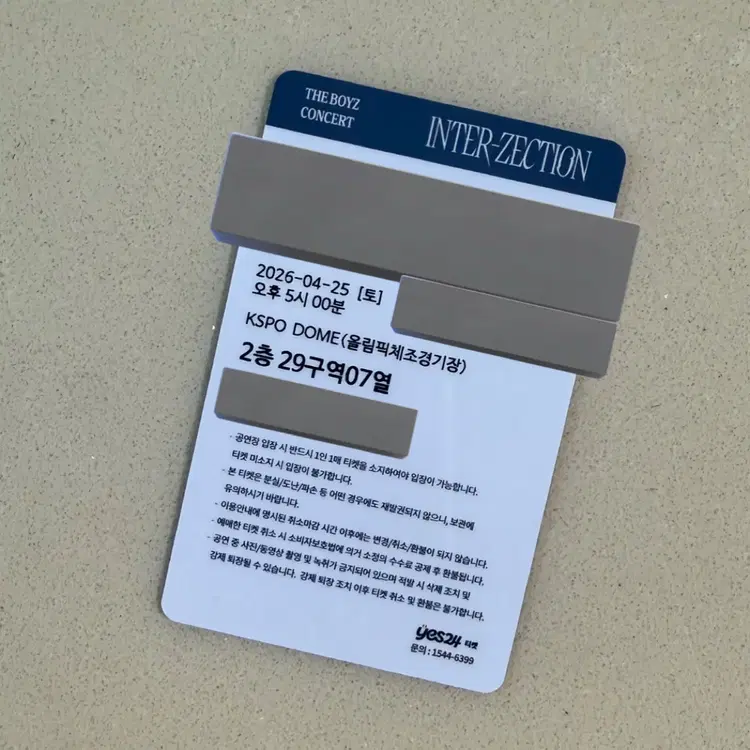 THE BOYZ
CONCERT
INTER-ZECTION
2026-04-25 [토]
오후 5시 00분
KSPO DOME(올림픽체조경기장)
2층 29구역07열
- 공연장 입장 시 반드시 1인 1매 티켓을 소지하여야 입장이 가능합니다.
티켓 미소지 시 입장이 불가합니다.
- 본 티켓은 분실/도난/파손 등 어떤 경우에도 재발권되지 않으니, 보관에
유의하시기 바랍니다.
- 이용안내에 명시된 취소마감 시간 이후에는 변경/취소/환불이 되지 않습니다.
- 예매한 티켓 취소 시 소비자보호법에 의거 소정의 수수료 공제 후 환불됩니다.
- 공연 중 사진/동영상 촬영 및 녹취가 금지되어 있으며 적발 시 삭제 조치 및
강제 퇴장될 수 있습니다. 강제 퇴장 조치 이후 티켓 취소 및 환불은 불가합니다.
yes24 티켓
문의 : 1544-6399